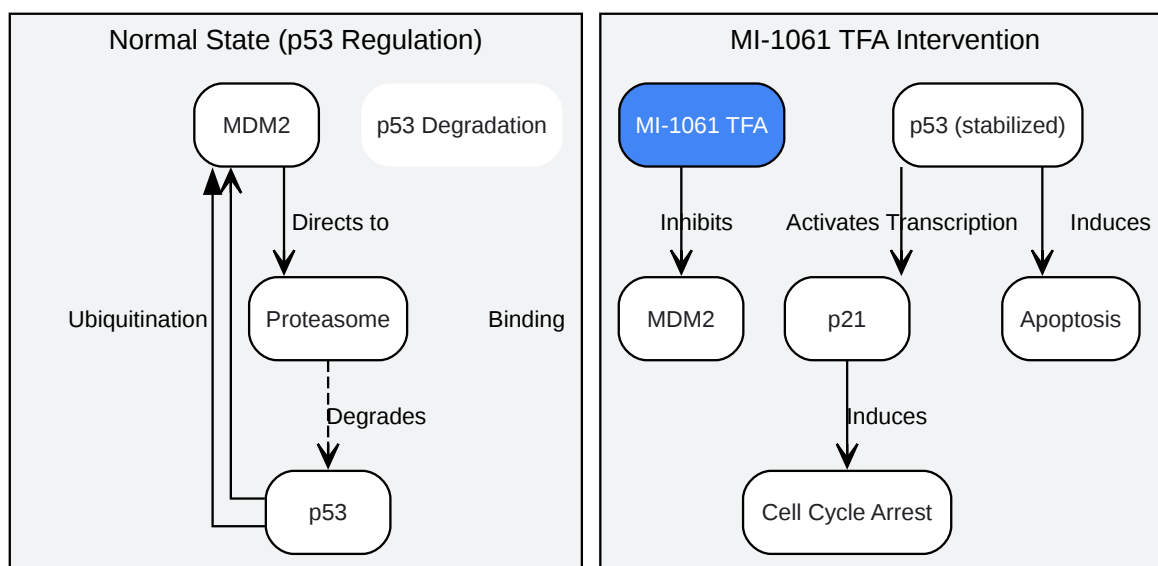 Normal State (p53 Regulation)
MDM2
p53 Degradation
Directs to
Ubiquitination
Proteasome
Binding
Degrades
p53
MI-1061 TFA Intervention
MI-1061 TFA
p53 (stabilized)
Inhibits
Activates Transcription
Induces
MDM2
p21
Apoptosis
Induces
Cell Cycle Arrest